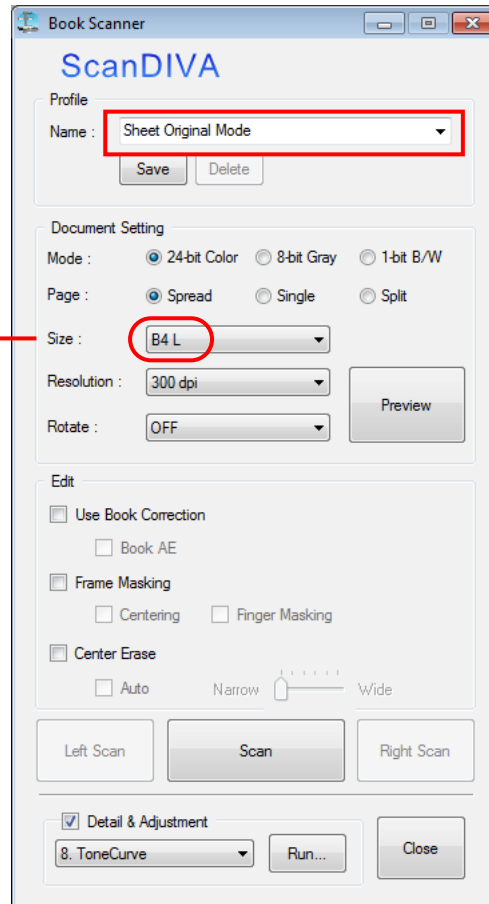 Book Scanner
ScanDIVA
Profile
Name : Sheet Original Mode
Save Delete
Document Setting
Mode : 24-bit Color 8-bit Gray 1-bit B/W
Page : Spread Single Split
Size : B4 L
Resolution : 300 dpi
Preview
Rotate : OFF
Edit
Use Book Correction
Book AE
Frame Masking
Centering Finger Masking
Center Erase
Auto Narrow Wide
Left Scan Scan Right Scan
Detail & Adjustment
8. ToneCurve Run... Close